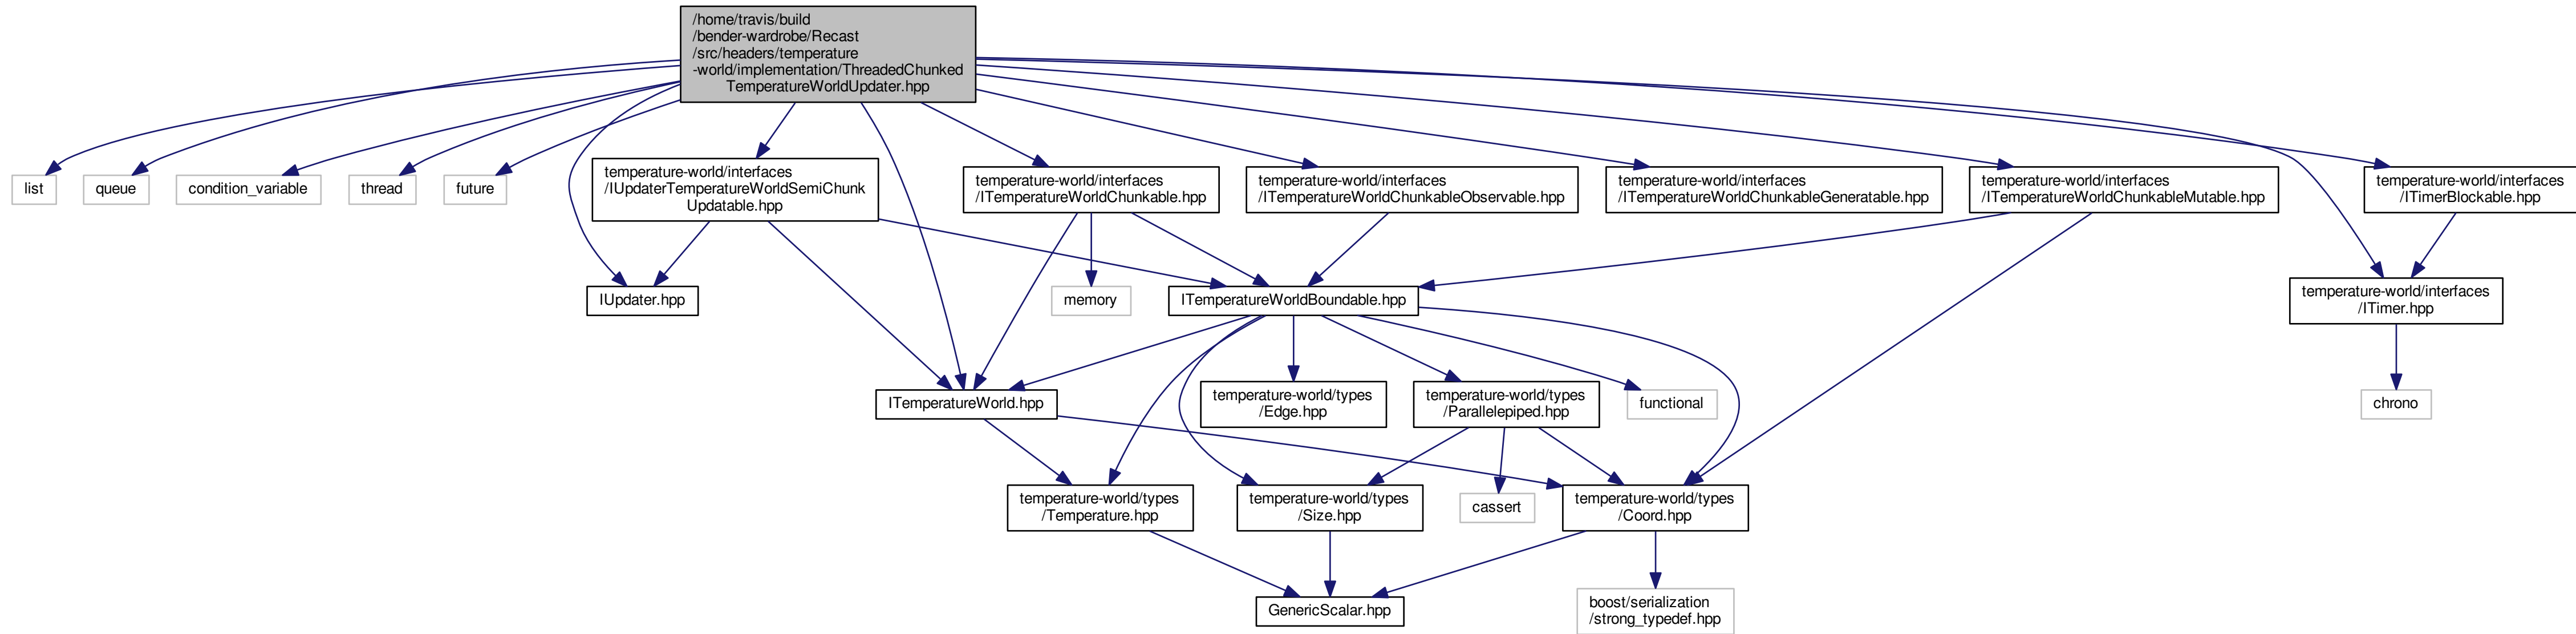 /home/travis/build
/bender-wardrobe/Recast
/src/headers/temperature
-world/implementation/ThreadedChunked
TemperatureWorldUpdater.hpp
list
queue
condition_variable
thread
future
temperature-world/interfaces
/IUpdaterTemperatureWorldSemiChunk
Updatable.hpp
temperature-world/interfaces
/ITemperatureWorldChunkable.hpp
temperature-world/interfaces
/ITemperatureWorldChunkableObservable.hpp
temperature-world/interfaces
/ITemperatureWorldChunkableGeneratable.hpp
temperature-world/interfaces
/ITemperatureWorldChunkableMutable.hpp
temperature-world/interfaces
/ITimerBlockable.hpp
IUpdater.hpp
memory
ITemperatureWorldBoundable.hpp
temperature-world/interfaces
/ITimer.hpp
ITemperatureWorld.hpp
temperature-world/types
/Edge.hpp
temperature-world/types
/Parallelepiped.hpp
functional
chrono
temperature-world/types
/Temperature.hpp
temperature-world/types
/Size.hpp
cassert
temperature-world/types
/Coord.hpp
GenericScalar.hpp
boost/serialization
/strong_typedef.hpp